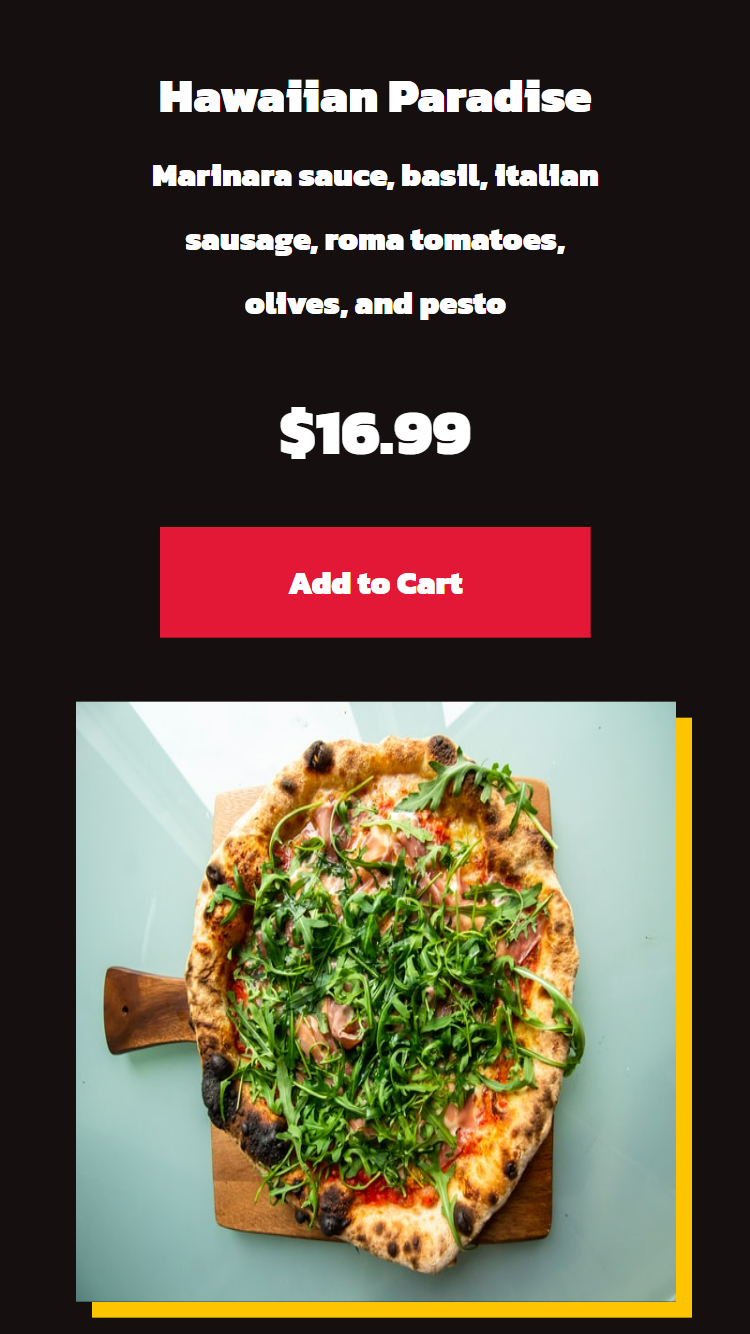 Hawaiian Paradise
Marinara sauce, basil, italian
sausage, roma tomatoes,
olives, and pesto
$16.99
Add to Cart